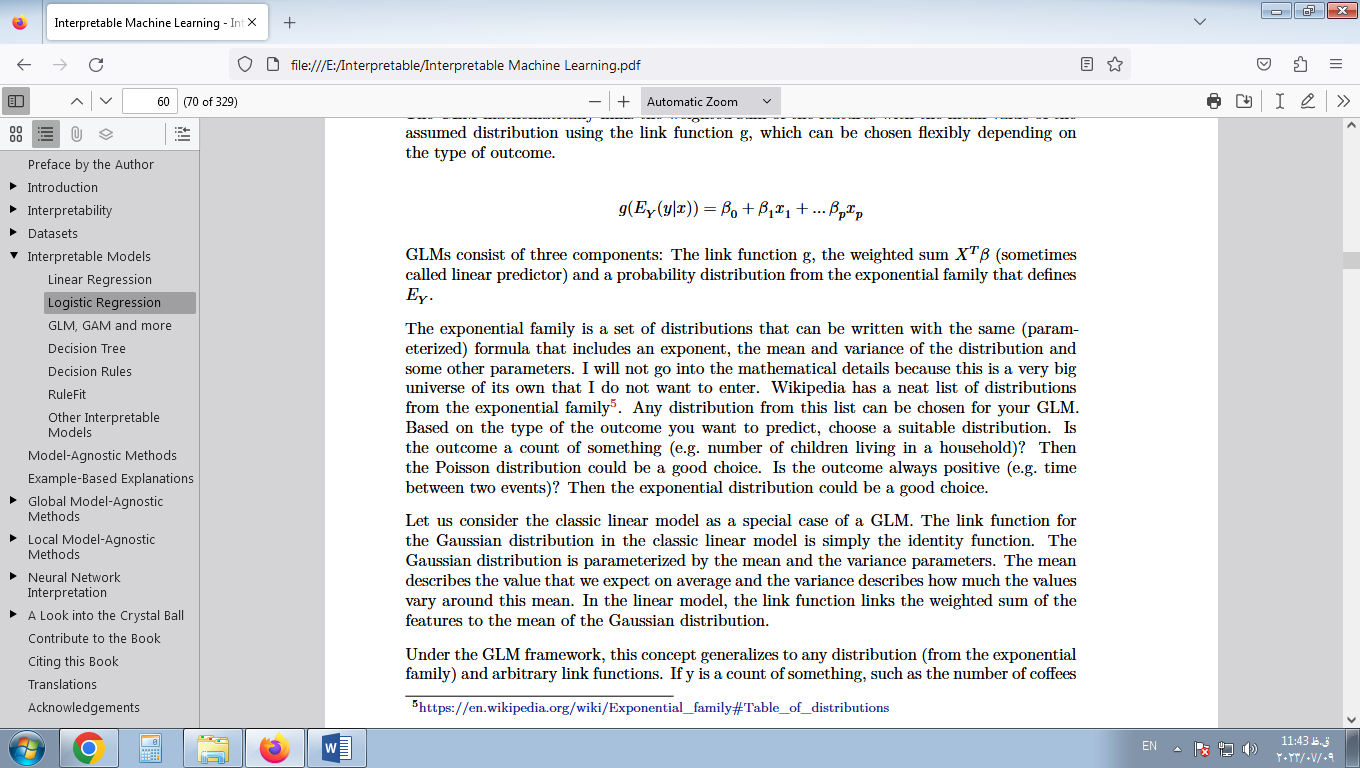 Interpretable Machine Learning - Int
file:///E:/Interpretable/Interpretable Machine Learning.pdf
60 (70 of 329)
Automatic Zoom
Preface by the Author
Introduction
Interpretability
Datasets
Interpretable Models
Linear Regression
Logistic Regression
GLM, GAM and more
Decision Tree
Decision Rules
RuleFit
Other Interpretable
Models
Model-Agnostic Methods
Example-Based Explanations
Global Model-Agnostic
Methods
Local Model-Agnostic
Methods
Neural Network
Interpretation
A Look into the Crystal Ball
Contribute to the Book
Citing this Book
Translations
Acknowledgements
assumed distribution using the link function g, which can be chosen flexibly depending on
the type of outcome.
g(E_Y(y|x)) = β_0 + β_1x_1 + … β_px_p
GLMs consist of three components: The link function g, the weighted sum X^Tβ (sometimes
called linear predictor) and a probability distribution from the exponential family that defines
E_Y.
The exponential family is a set of distributions that can be written with the same (param-
eterized) formula that includes an exponent, the mean and variance of the distribution and
some other parameters. I will not go into the mathematical details because this is a very big
universe of its own that I do not want to enter. Wikipedia has a neat list of distributions
from the exponential family⁵. Any distribution from this list can be chosen for your GLM.
Based on the type of the outcome you want to predict, choose a suitable distribution. Is
the outcome a count of something (e.g. number of children living in a household)? Then
the Poisson distribution could be a good choice. Is the outcome always positive (e.g. time
between two events)? Then the exponential distribution could be a good choice.
Let us consider the classic linear model as a special case of a GLM. The link function for
the Gaussian distribution in the classic linear model is simply the identity function. The
Gaussian distribution is parameterized by the mean and the variance parameters. The mean
describes the value that we expect on average and the variance describes how much the values
vary around this mean. In the linear model, the link function links the weighted sum of the
features to the mean of the Gaussian distribution.
Under the GLM framework, this concept generalizes to any distribution (from the exponential
family) and arbitrary link functions. If y is a count of something, such as the number of coffees
⁵https://en.wikipedia.org/wiki/Exponential_family#Table_of_distributions
EN
11:43 ق.ظ
۲۰۲۳/۰۷/۰۹